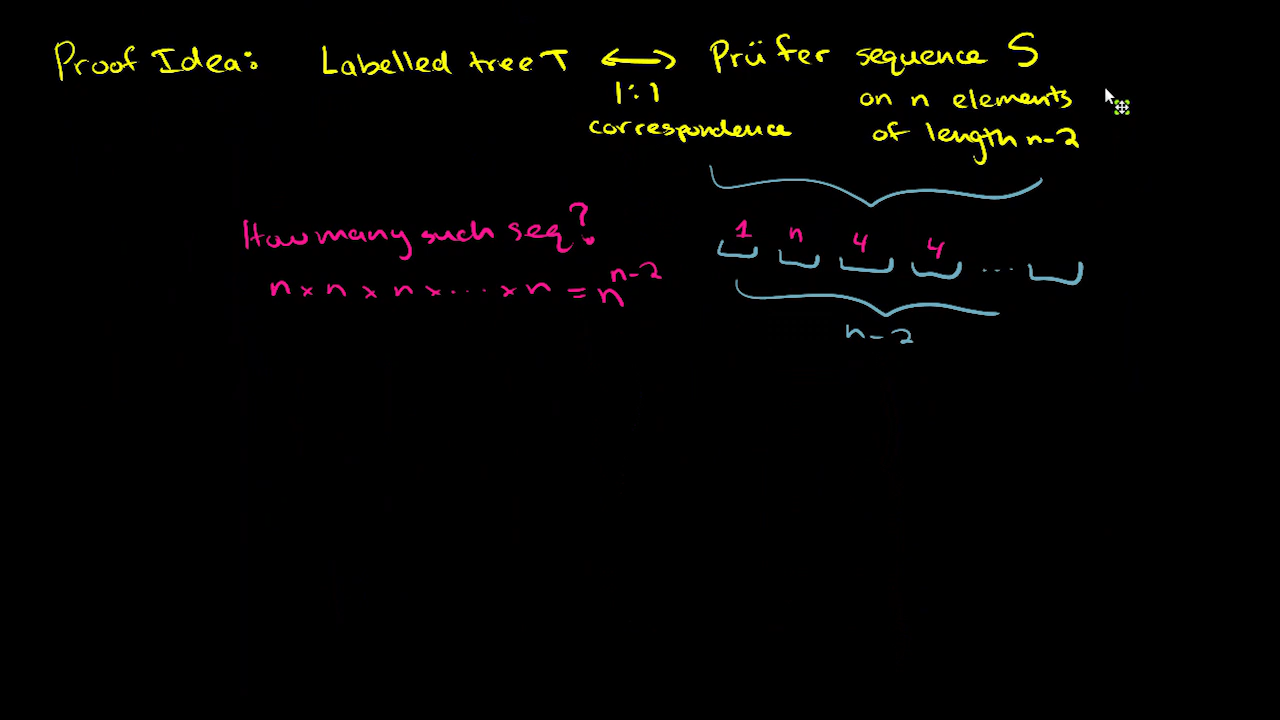 Proof Idea: Labelled tree T ⟷ Prüfer sequence S
1:1 on n elements
correspondence of length n-2
How many such seq? 1 n 4 4 ...
n × n × n × ... × n = n^{n-2}
n-2